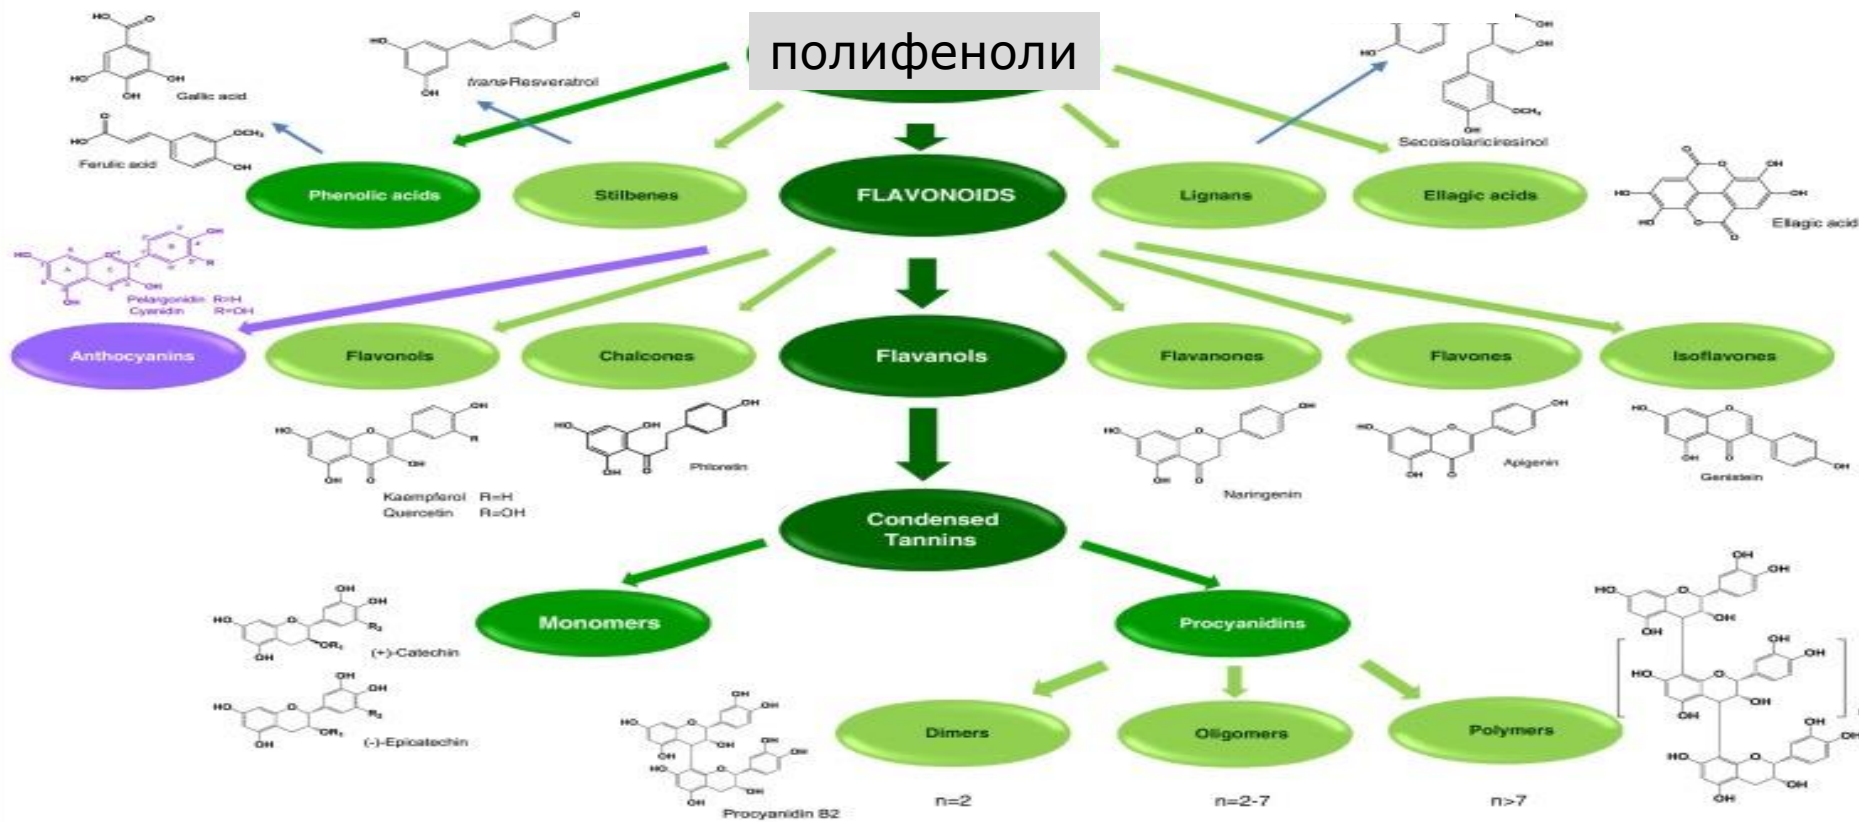 полифеноли
Gallic acid
trans-Resveratrol
Ferulic acid
Secoisolariciresinol
Phenolic acids
Stilbenes
FLAVONOIDS
Lignans
Ellagic acids
Ellagic acid
Pelargonidin R=H
Cyanidin R=OH
Anthocyanins
Flavonols
Chalcones
Flavanols
Flavanones
Flavones
Isoflavones
Phloretin
Kaempferol R=H
Quercetin R=OH
Naringenin
Apigenin
Genistein
Condensed
Tannins
Monomers
Procyanidins
(+)-Catechin
(-)-Epicatechin
Dimers
Oligomers
Polymers
Procyanidin B2
n=2
n=2-7
n>7